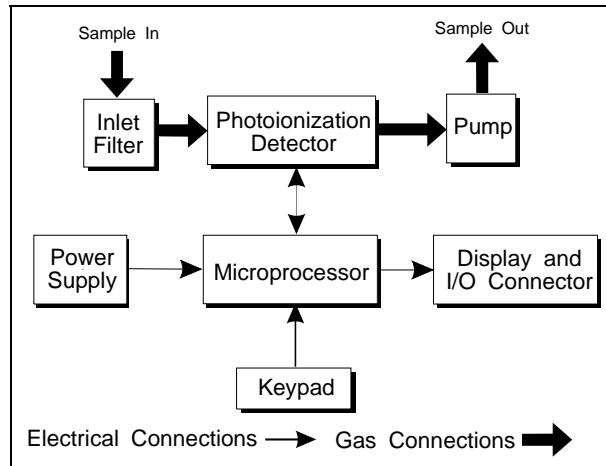 Sample In
Sample Out
Inlet
Filter
Photoionization
Detector
Pump
Power
Supply
Microprocessor
Display and
I/O Connector
Keypad
Electrical Connections
Gas Connections